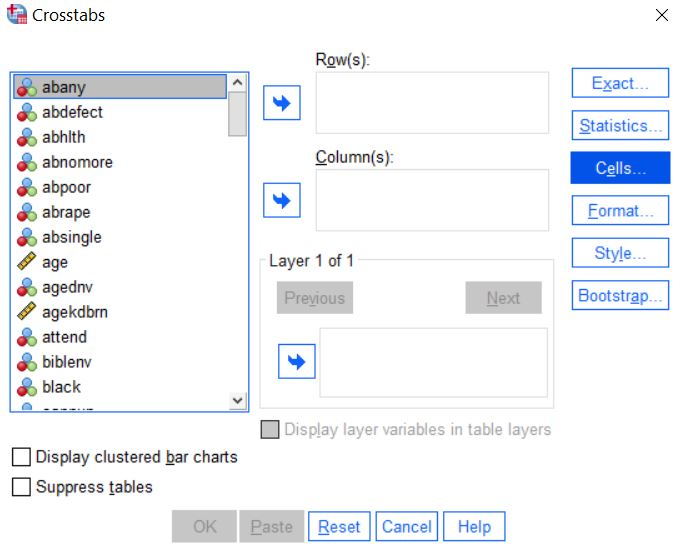 Crosstabs
abany
abdefect
abhlth
abnomore
abpoor
abrape
absingle
age
agednv
agekdbrn
attend
biblenv
black
Row(s):
Column(s):
Layer 1 of 1
Previous
Next
Display layer variables in table layers
Exact...
Statistics...
Cells...
Format...
Style...
Bootstrap...
Display clustered bar charts
Suppress tables
OK
Paste
Reset
Cancel
Help